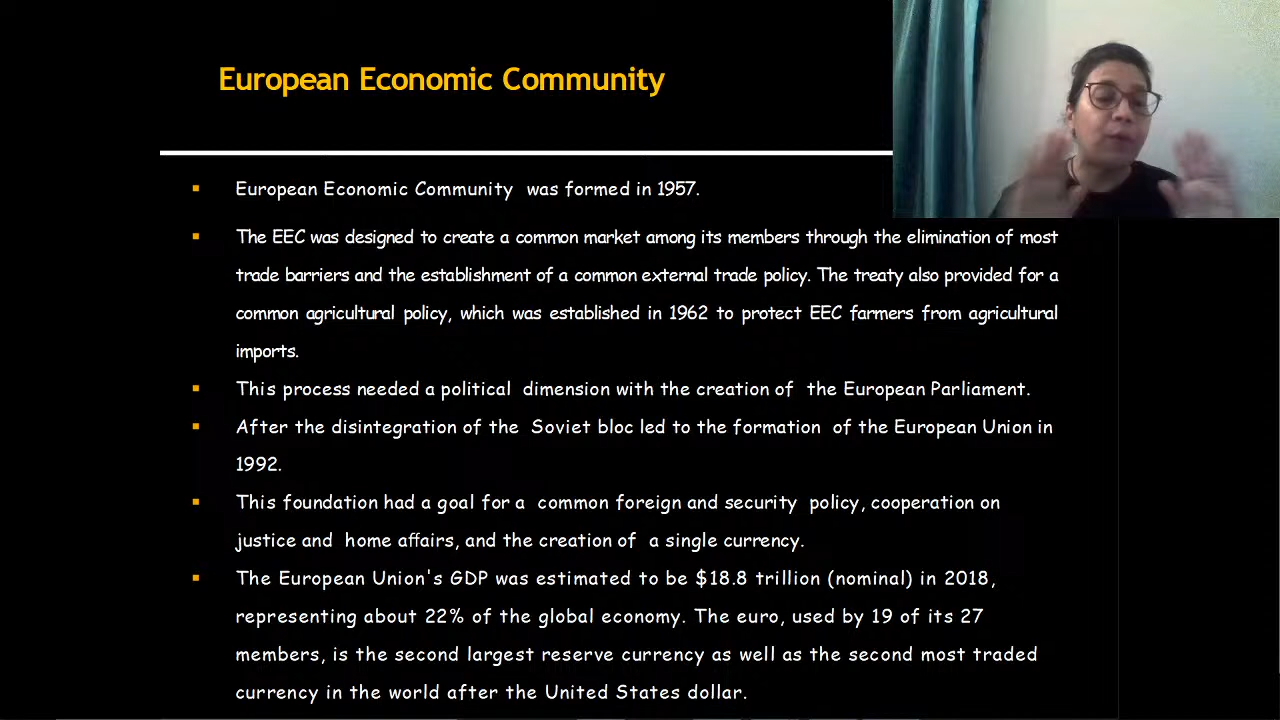 European Economic Community
European Economic Community was formed in 1957.
The EEC was designed to create a common market among its members through the elimination of most
trade barriers and the establishment of a common external trade policy. The treaty also provided for a
common agricultural policy, which was established in 1962 to protect EEC farmers from agricultural
imports.
This process needed a political dimension with the creation of the European Parliament.
After the disintegration of the Soviet bloc led to the formation of the European Union in
1992.
This foundation had a goal for a common foreign and security policy, cooperation on
justice and home affairs, and the creation of a single currency.
The European Union's GDP was estimated to be $18.8 trillion (nominal) in 2018,
representing about 22% of the global economy. The euro, used by 19 of its 27
members, is the second largest reserve currency as well as the second most traded
currency in the world after the United States dollar.